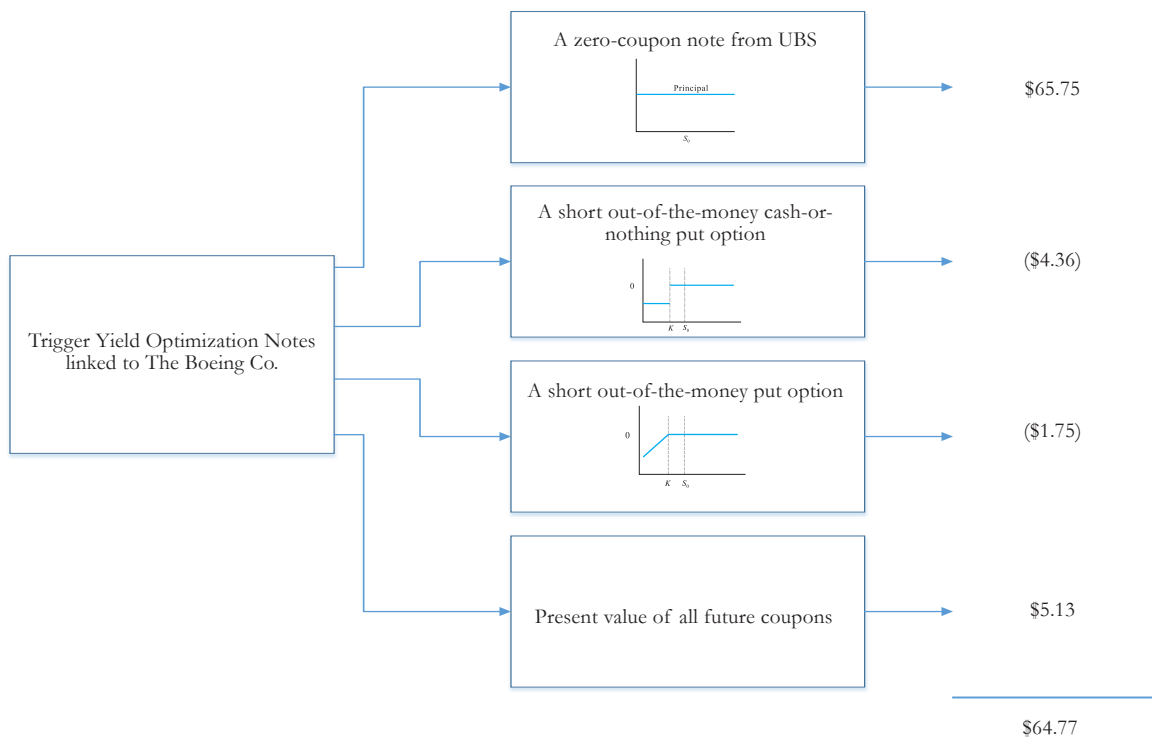 A zero-coupon note from UBS
Principal
S₀
$65.75
A short out-of-the-money cash-or-
nothing put option
0
K
S₀
($4.36)
Trigger Yield Optimization Notes
linked to The Boeing Co.
A short out-of-the-money put option
0
K
S₀
($1.75)
Present value of all future coupons
$5.13
$64.77